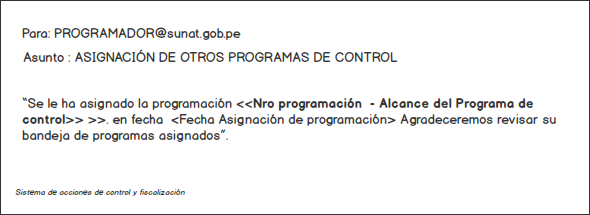 Para: PROGRAMADOR@sunat.gob.pe
Asunto : ASIGNACIÓN DE OTROS PROGRAMAS DE CONTROL
"Se le ha asignado la programación <<Nro programación - Alcance del Programa de
control>> >>. en fecha <Fecha Asignación de programación> Agradeceremos revisar su
bandeja de programas asignados".
Sistema de acciones de control y fiscalización